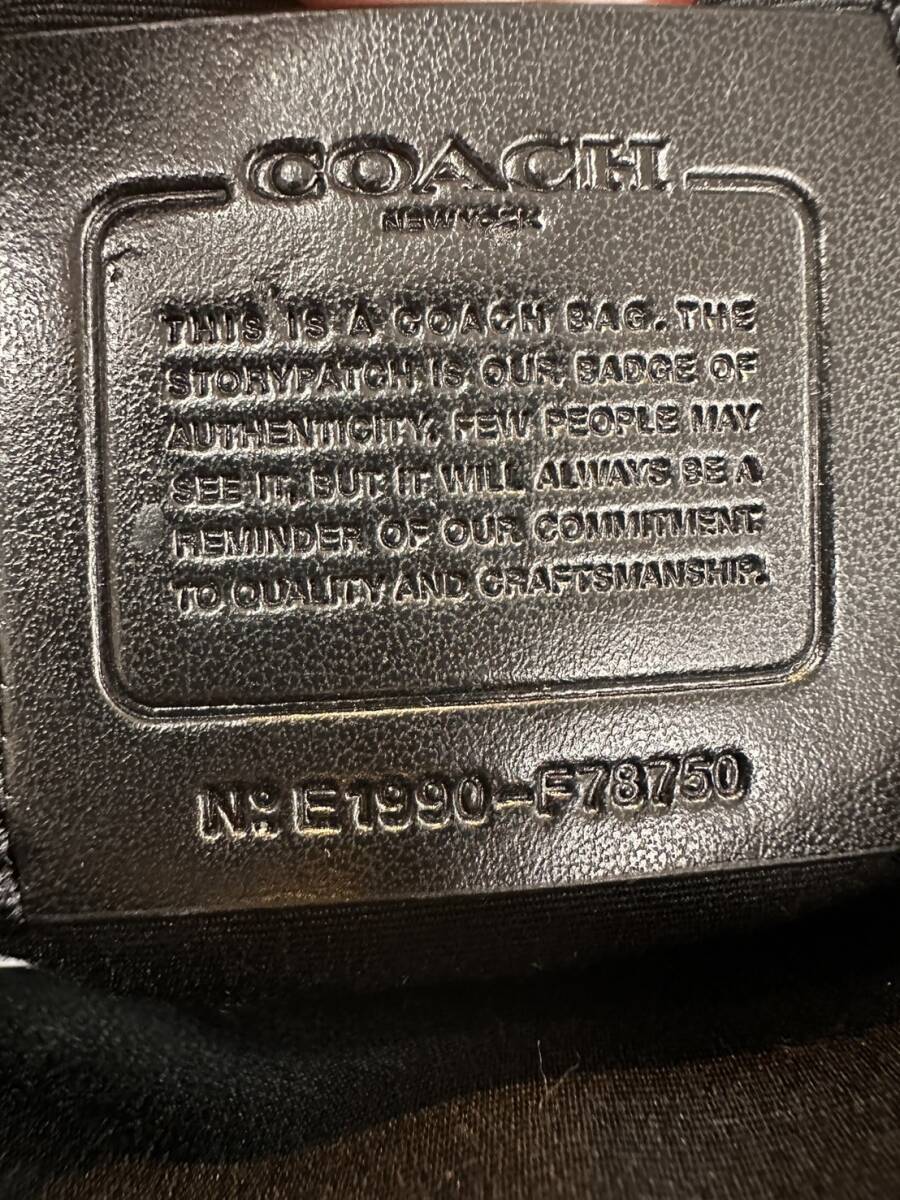 COACH
NEW YORK
THIS IS A COACH BAG. THE
STORYPATCH IS OUR BADGE OF
AUTHENTICITY. FEW PEOPLE MAY
SEE IT, BUT IT WILL ALWAYS BE A
REMINDER OF OUR COMMITMENT
TO QUALITY AND CRAFTSMANSHIP.
No. E1990-F78750